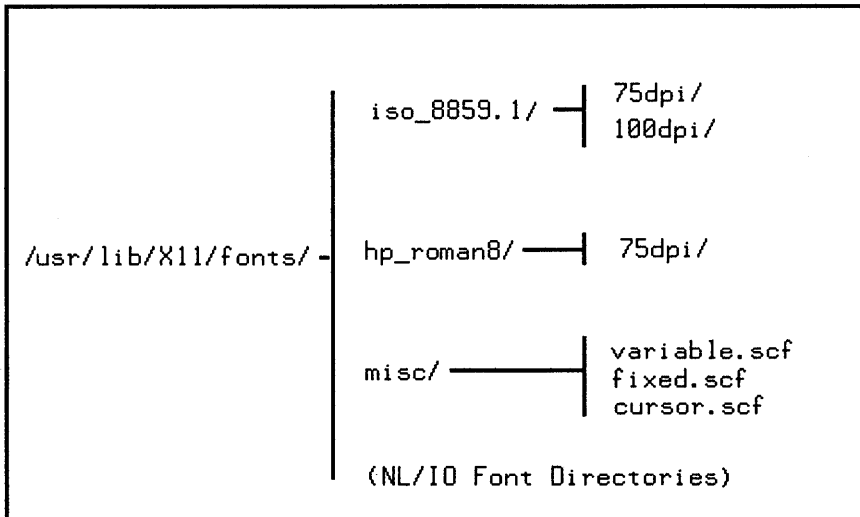 /usr/lib/X11/fonts/
iso_8859.1/
75dpi/
100dpi/
hp_roman8/
75dpi/
misc/
variable.scf
fixed.scf
cursor.scf
(NL/IO Font Directories)